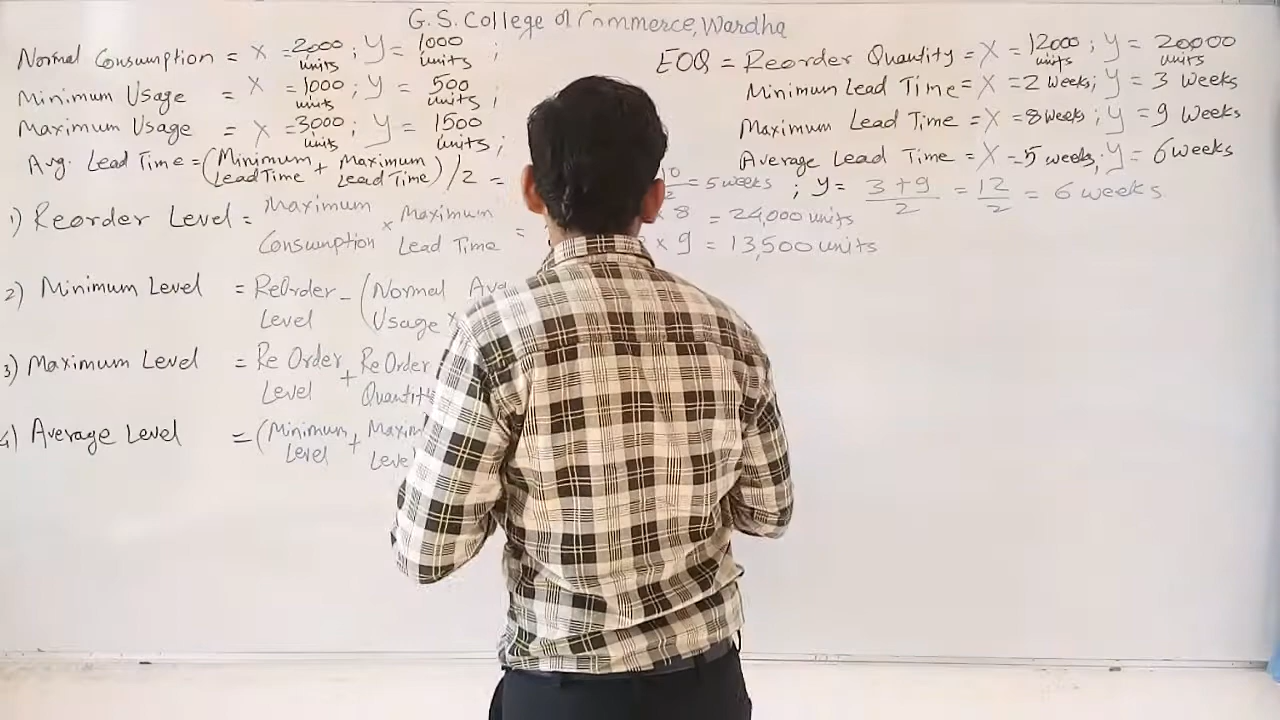 G. S. College of Commerce, Wardha
Normal Consumption = X = 2000 units ; Y = 1000 units ;
Minimum Usage = X = 1000 units ; Y = 500 units ;
Maximum Usage = X = 3000 units ; Y = 1500 units ;
Avg. Lead Time = (Minimum Lead Time + Maximum Lead Time) / 2 =
EOQ = Reorder Quantity = X = 12000 units ; Y = 20000 units
Minimum Lead Time = X = 2 weeks; Y = 3 weeks
Maximum Lead Time = X = 8 weeks ; Y = 9 weeks
Average Lead Time = X = 5 weeks; Y = 6 weeks
10/2 = 5 weeks ; Y = 3 + 9 / 2 = 12/2 = 6 weeks
1) Reorder Level = Maximum Consumption × Maximum Lead Time =
× 8 = 24,000 units
× 9 = 13,500 units
2) Minimum Level = ReOrder Level - (Normal Usage × Avg
3) Maximum Level = Re Order Level + Re Order
4) Average Level = (Minimum Level +